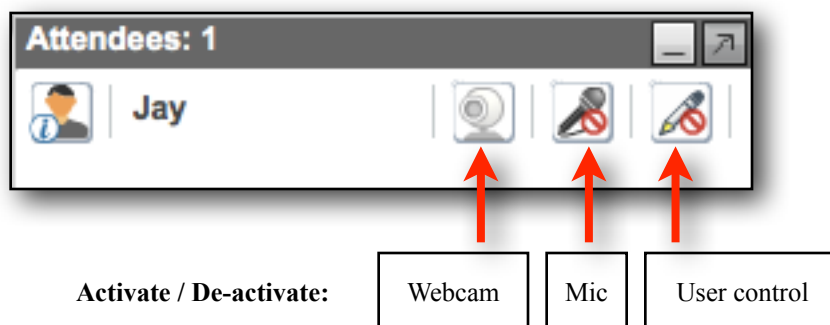 Attendees: 1
Jay
Activate / De-activate: Webcam Mic User control